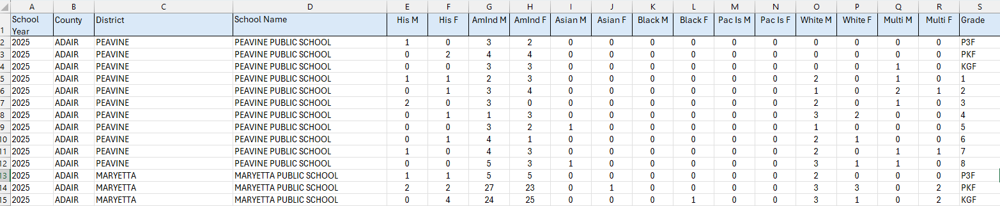 A B C D E F G H I J K L M N O P Q R S
1 School Year County District School Name His M His F AmInd M AmInd F Asian M Asian F Black M Black F Pac Is M Pac Is F White M White F Multi M Multi F Grade
2 2025 ADAIR PEAVINE PEAVINE PUBLIC SCHOOL 1 0 3 2 0 0 0 0 0 0 0 0 0 0 P3F
3 2025 ADAIR PEAVINE PEAVINE PUBLIC SCHOOL 0 2 4 4 0 0 0 0 0 0 0 0 0 0 PKF
4 2025 ADAIR PEAVINE PEAVINE PUBLIC SCHOOL 0 0 3 3 0 0 0 0 0 0 0 0 1 0 KGF
5 2025 ADAIR PEAVINE PEAVINE PUBLIC SCHOOL 1 1 2 3 0 0 0 0 0 0 2 0 1 0 1
6 2025 ADAIR PEAVINE PEAVINE PUBLIC SCHOOL 0 1 3 4 0 0 0 0 0 0 1 0 2 1 2
7 2025 ADAIR PEAVINE PEAVINE PUBLIC SCHOOL 2 0 3 0 0 0 0 0 0 0 2 0 1 0 3
8 2025 ADAIR PEAVINE PEAVINE PUBLIC SCHOOL 0 1 1 3 0 0 0 0 0 0 3 2 0 0 4
9 2025 ADAIR PEAVINE PEAVINE PUBLIC SCHOOL 0 0 3 2 1 0 0 0 0 0 1 0 0 0 5
10 2025 ADAIR PEAVINE PEAVINE PUBLIC SCHOOL 0 1 4 1 0 0 0 0 0 0 2 1 0 0 6
11 2025 ADAIR PEAVINE PEAVINE PUBLIC SCHOOL 1 0 4 3 0 0 0 0 0 0 2 0 1 1 7
12 2025 ADAIR PEAVINE PEAVINE PUBLIC SCHOOL 0 0 5 3 1 0 0 0 0 0 3 1 1 0 8
13 2025 ADAIR MARYETTA MARYETTA PUBLIC SCHOOL 1 1 5 5 0 0 0 0 0 0 2 0 0 0 P3F
14 2025 ADAIR MARYETTA MARYETTA PUBLIC SCHOOL 2 2 27 23 0 1 0 0 0 0 3 3 0 2 PKF
15 2025 ADAIR MARYETTA MARYETTA PUBLIC SCHOOL 0 4 24 25 0 0 0 1 0 0 3 1 0 2 KGF